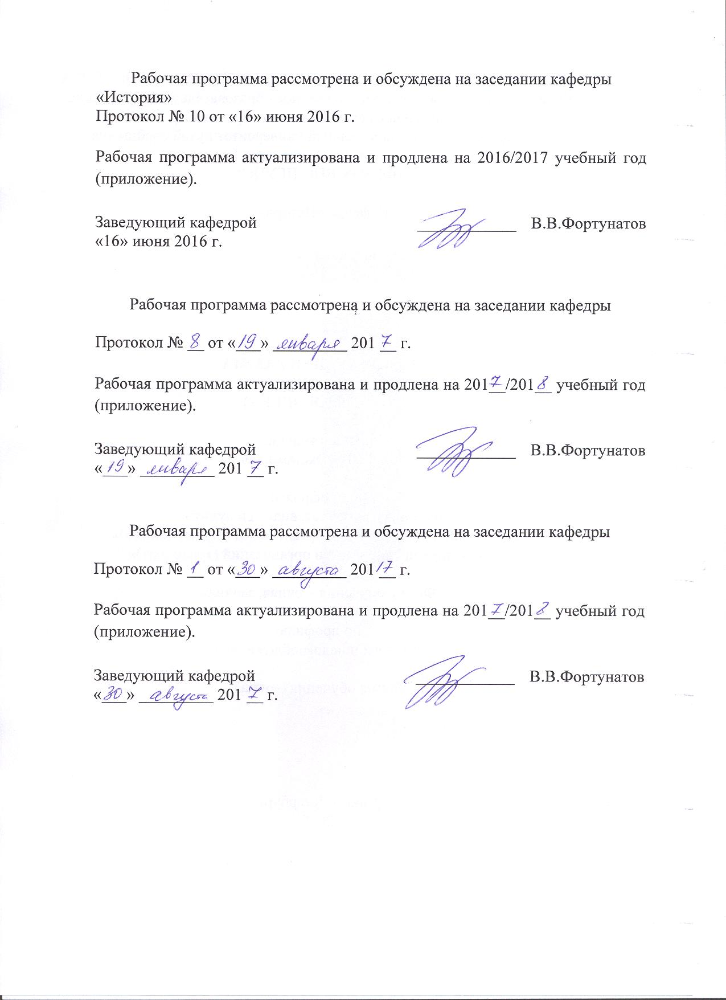 Рабочая программа рассмотрена и обсуждена на заседании кафедры
«История»
Протокол № 10 от «16» июня 2016 г.
Рабочая программа актуализирована и продлена на 2016/2017 учебный год
(приложение).
Заведующий кафедрой В.В.Фортунатов
«16» июня 2016 г.
Рабочая программа рассмотрена и обсуждена на заседании кафедры
Протокол № 8 от «19» января 2017 г.
Рабочая программа актуализирована и продлена на 2017/2018 учебный год
(приложение).
Заведующий кафедрой В.В.Фортунатов
«19» января 2017 г.
Рабочая программа рассмотрена и обсуждена на заседании кафедры
Протокол № 1 от «30» августа 2017 г.
Рабочая программа актуализирована и продлена на 2017/2018 учебный год
(приложение).
Заведующий кафедрой В.В.Фортунатов
«30» августа 2017 г.